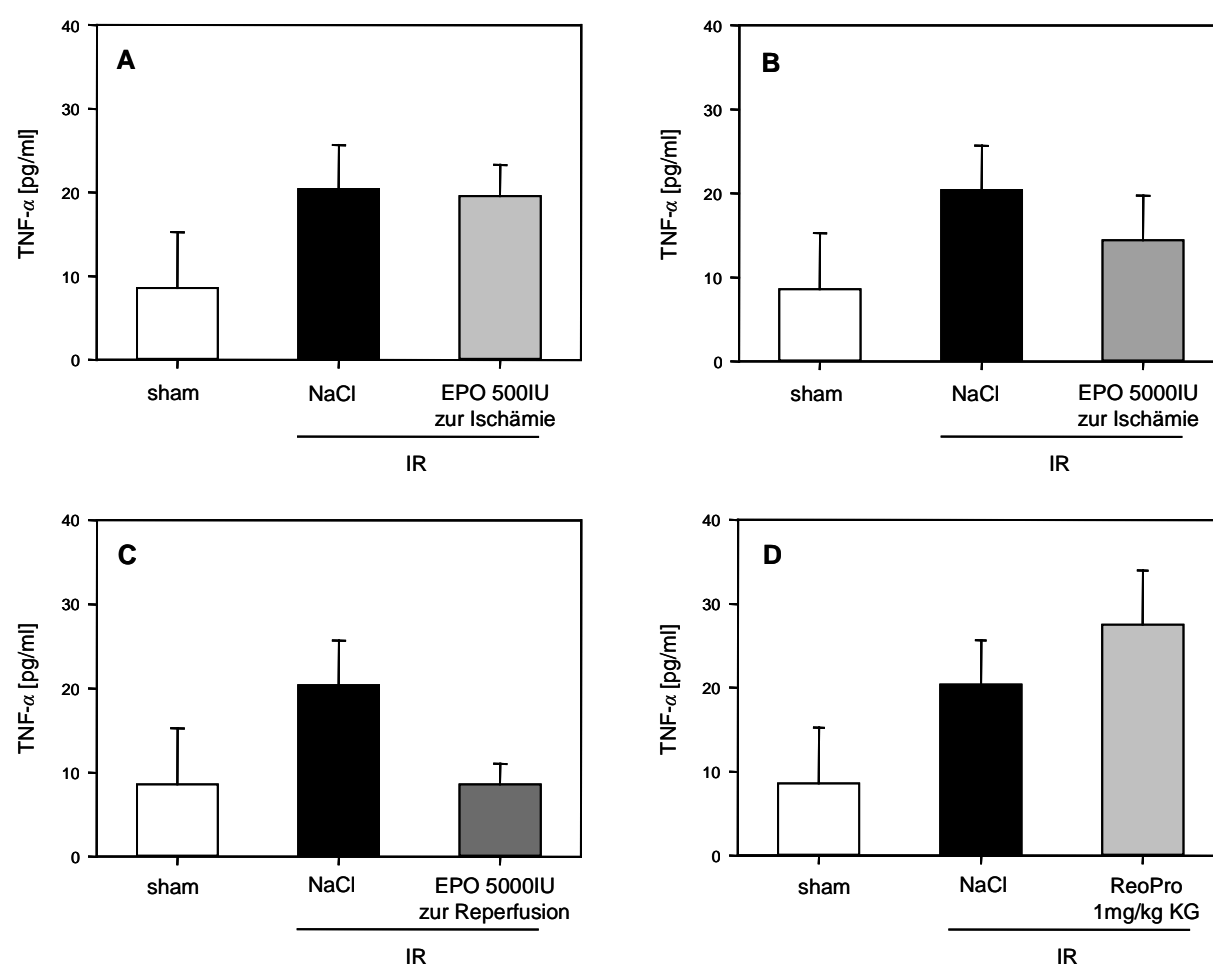 A
TNF-α [pg/ml]
40
30
20
10
0
sham
NaCl
EPO 500IU
zur Ischämie
IR
B
TNF-α [pg/ml]
40
30
20
10
0
sham
NaCl
EPO 5000IU
zur Ischämie
IR
C
TNF-α [pg/ml]
40
30
20
10
0
sham
NaCl
EPO 5000IU
zur Reperfusion
IR
D
TNF-α [pg/ml]
40
30
20
10
0
sham
NaCl
ReoPro
1mg/kg KG
IR